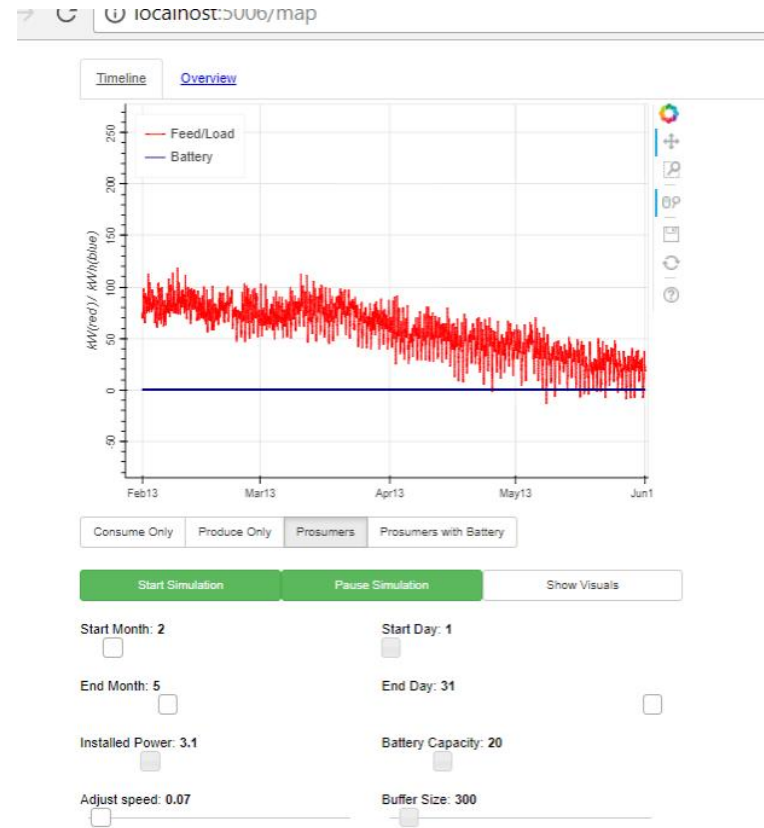 localhost:5006/map
Timeline Overview
250
200
150
100
50
0
-50
kW(red)/ kWh(blue)
Feed/Load
Battery
Feb13 Mar13 Apr13 May13 Jun1
Consume Only Produce Only Prosumers Prosumers with Battery
Start Simulation Pause Simulation Show Visuals
Start Month: 2 Start Day: 1
End Month: 5 End Day: 31
Installed Power: 3.1 Battery Capacity: 20
Adjust speed: 0.07 Buffer Size: 300